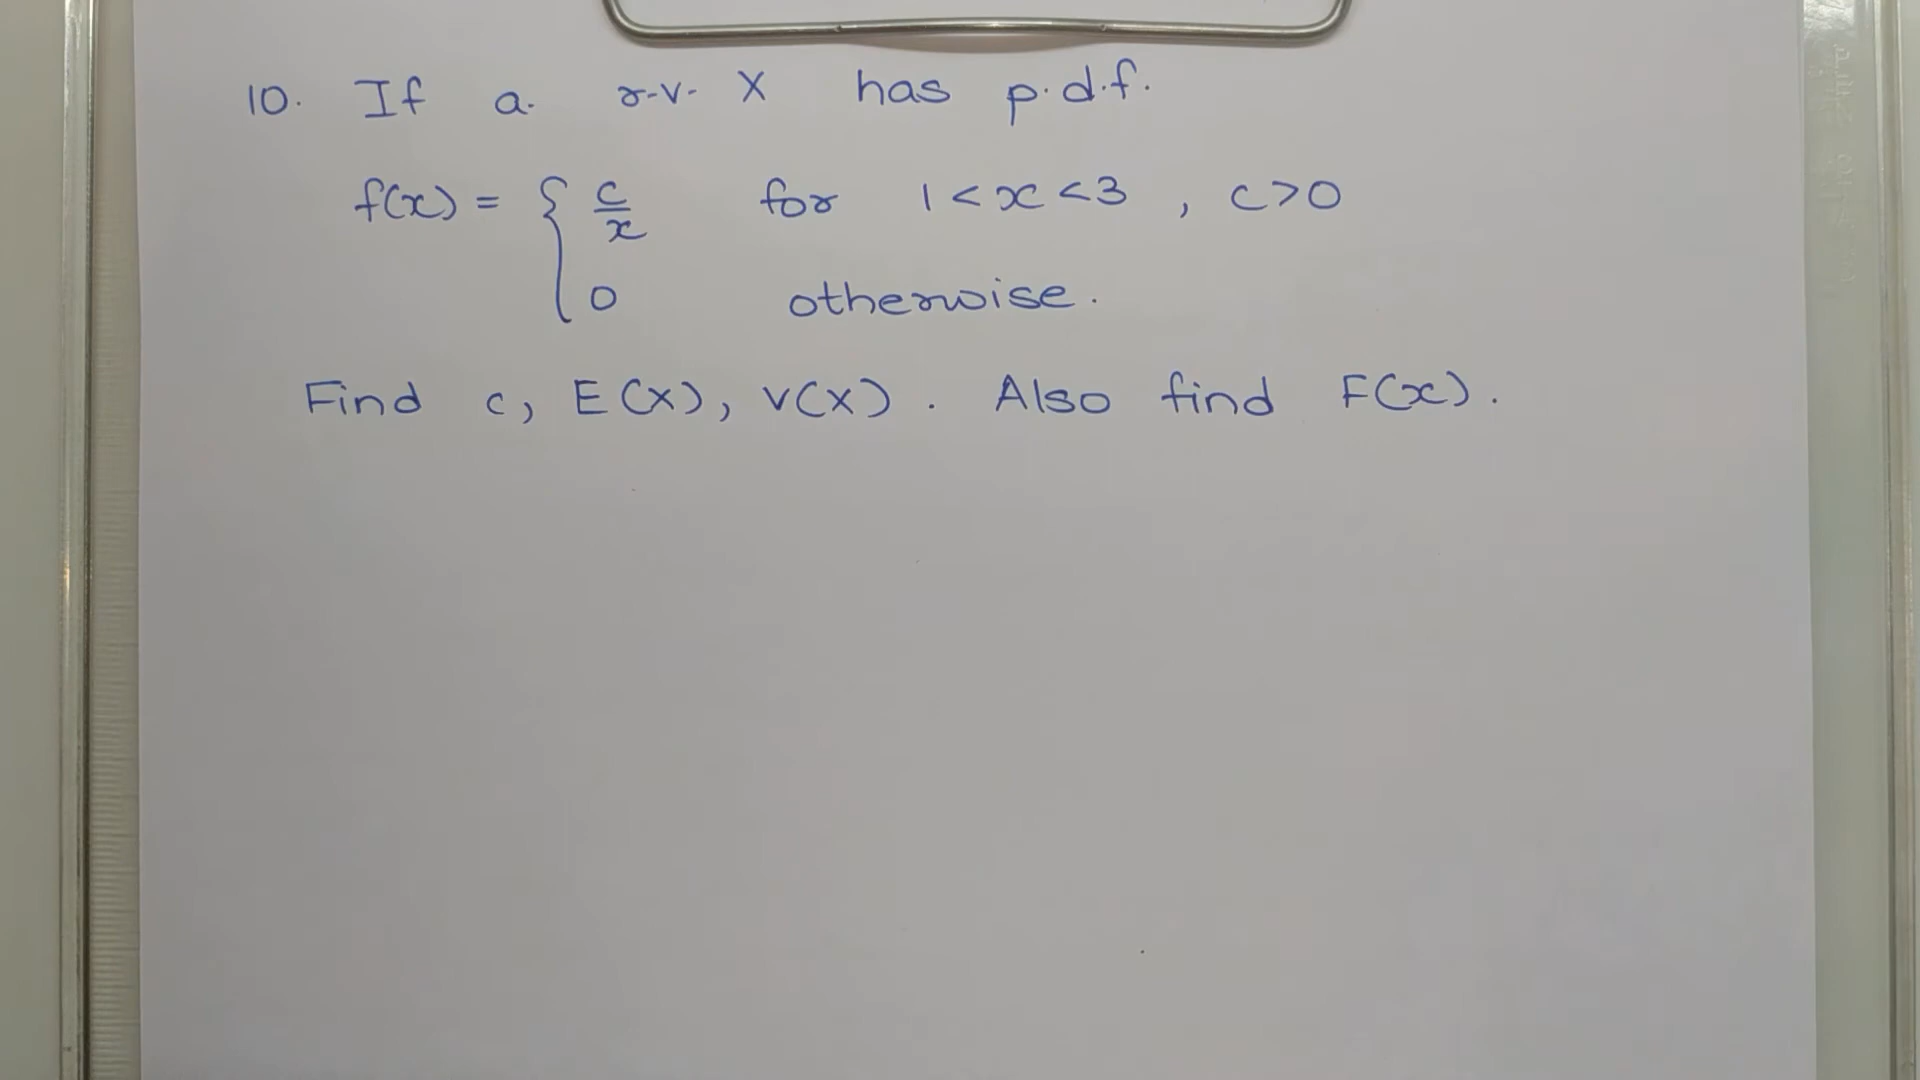 10. If a r.v. X has p.d.f.
f(x) = { c/x for 1 < x < 3 , c > 0
0 otherwise.
Find c, E(X), V(X). Also find F(x).